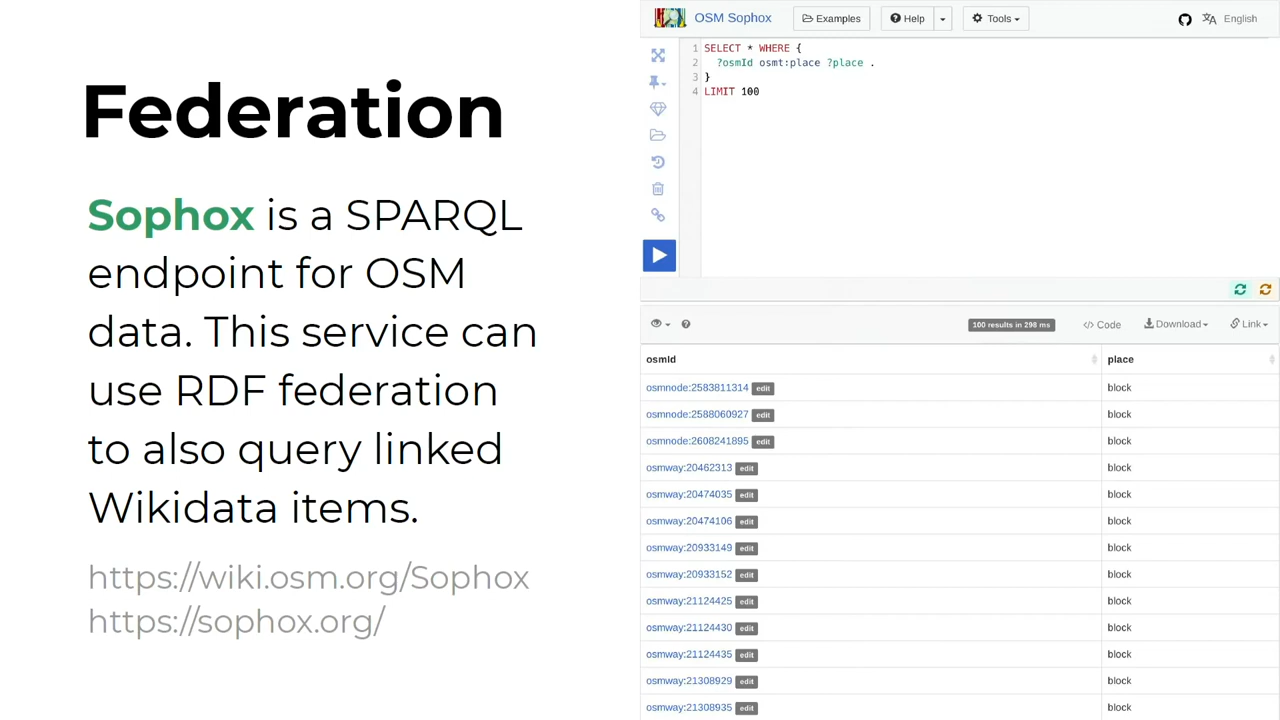 Federation
Sophox is a SPARQL
endpoint for OSM
data. This service can
use RDF federation
to also query linked
Wikidata items.
https://wiki.osm.org/Sophox
https://sophox.org/
OSM Sophox Examples Help Tools English
1 SELECT * WHERE {
2 ?osmId osmt:place ?place .
3 }
4 LIMIT 100
100 results in 298 ms </> Code Download Link
osmId place
osmnode:2583811314 edit block
osmnode:2588060927 edit block
osmnode:2608241895 edit block
osmway:20462313 edit block
osmway:20474035 edit block
osmway:20474106 edit block
osmway:20933149 edit block
osmway:20933152 edit block
osmway:21124425 edit block
osmway:21124430 edit block
osmway:21124435 edit block
osmway:21308929 edit block
osmway:21308935 edit block